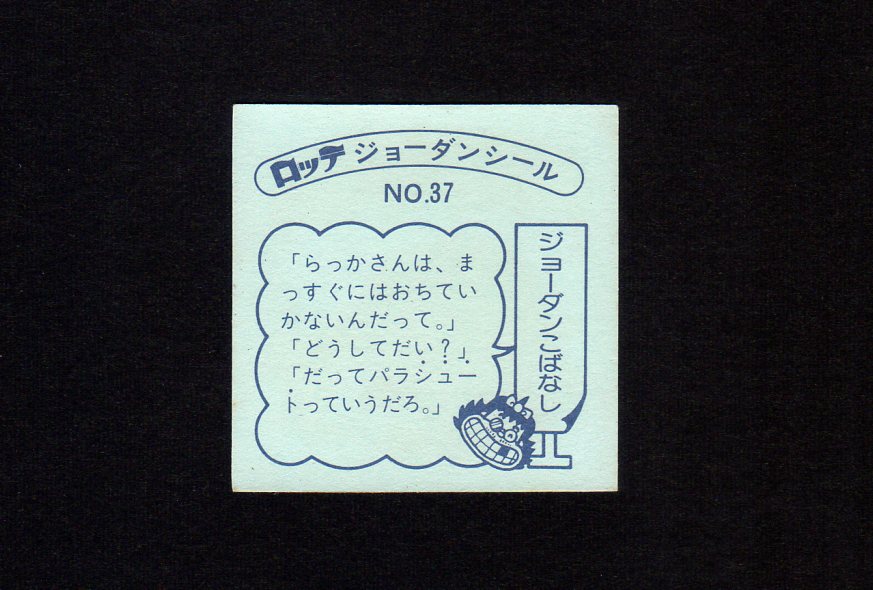 ロッテ ジョーダンシール
NO.37
ジョーダンこばなし
「らっかさんは、ま
っすぐにはおちてい
かないんだって。」
「どうしてだい？」
「だってパラシュー
トっていうだろ。」